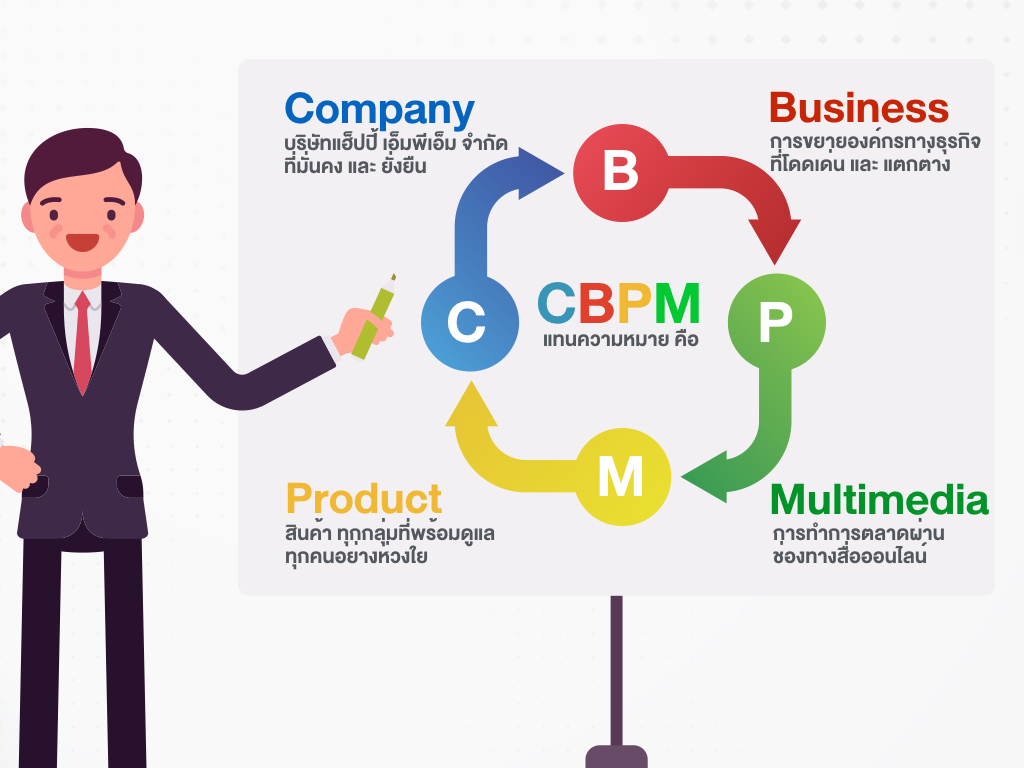 Company
บริษัทแฮ็ปปี้ เอ็มพีเอ็ม จำกัด
ที่มั่นคง และ ยั่งยืน
Business
การขยายองค์กรทางธุรกิจ
ที่โดดเด่น และ แตกต่าง
B
C
CBPM
แทนความหมาย คือ
P
M
Product
สินค้า ทุกกลุ่มที่พร้อมดูแล
ทุกคนอย่างห่วงใย
Multimedia
การทำการตลาดผ่าน
ช่องทางสื่อออนไลน์